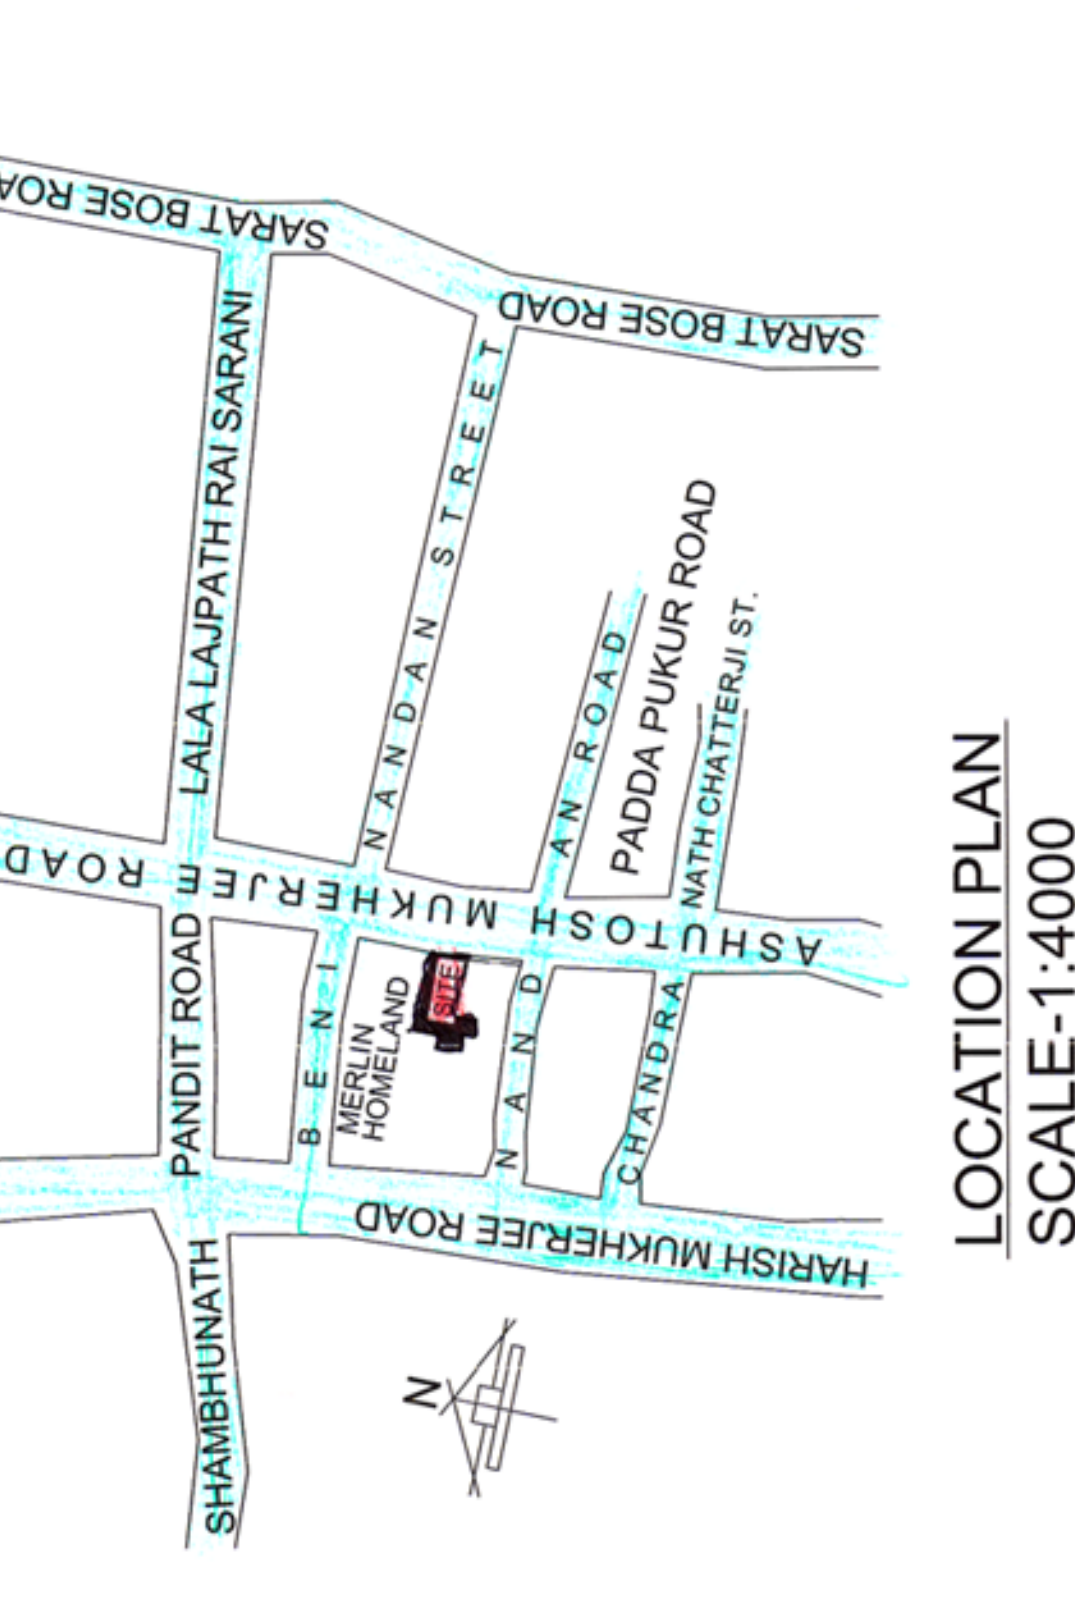 SARAT BOSE ROA
SARAT BOSE ROAD
LALA LAJPATH RAI SARANI
NANDAN STREET
AN ROAD
PADDA PUKUR ROAD
NATH CHATTERJI ST.
ASHUTOSH MUKHERJEE ROAD
PANDIT ROAD
BENI
MERLIN
HOMELAND
SITE
NAND
CHANDRA
HARISH MUKHERJEE ROAD
SHAMBHUNATH
N
LOCATION PLAN
SCALE-1:4000